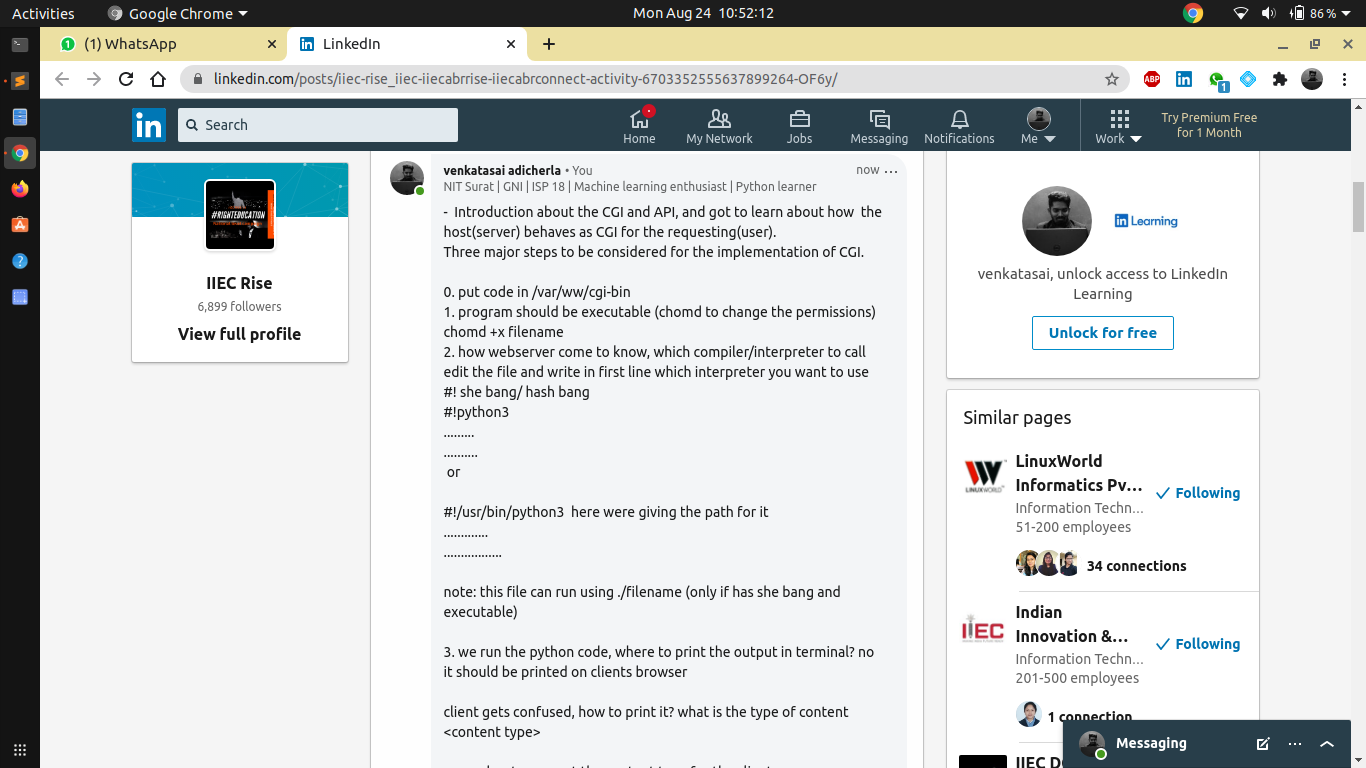 Activities
Google Chrome
Mon Aug 24 10:52:12
86 %
(1) WhatsApp
LinkedIn
linkedin.com/posts/iiec-rise_iiec-iiecabrrise-iiecabrconnect-activity-6703352555637899264-OF6y/
ABP
1
in
Search
Home
My Network
Jobs
Messaging
Notifications
Me
Work
Try Premium Free
for 1 Month
#RIGHTEDUCATION
IIEC Rise
6,899 followers
View full profile
venkatasai adicherla • You
now
NIT Surat | GNI | ISP 18 | Machine learning enthusiast | Python learner
- Introduction about the CGI and API, and got to learn about how the
host(server) behaves as CGI for the requesting(user).
Three major steps to be considered for the implementation of CGI.
0. put code in /var/ww/cgi-bin
1. program should be executable (chomd to change the permissions)
chomd +x filename
2. how webserver come to know, which compiler/interpreter to call
edit the file and write in first line which interpreter you want to use
#! she bang/ hash bang
#!python3
.........
..........
or
#!/usr/bin/python3 here were giving the path for it
.............
.................
note: this file can run using ./filename (only if has she bang and
executable)
3. we run the python code, where to print the output in terminal? no
it should be printed on clients browser
client gets confused, how to print it? what is the type of content
<content type>
in Learning
venkatasai, unlock access to LinkedIn
Learning
Unlock for free
Similar pages
LINUXWORLD
LinuxWorld
Informatics Pv...
Following
Information Techn...
51-200 employees
34 connections
IIEC
Indian
Innovation &...
Following
Information Techn...
201-500 employees
1 connection
Messaging